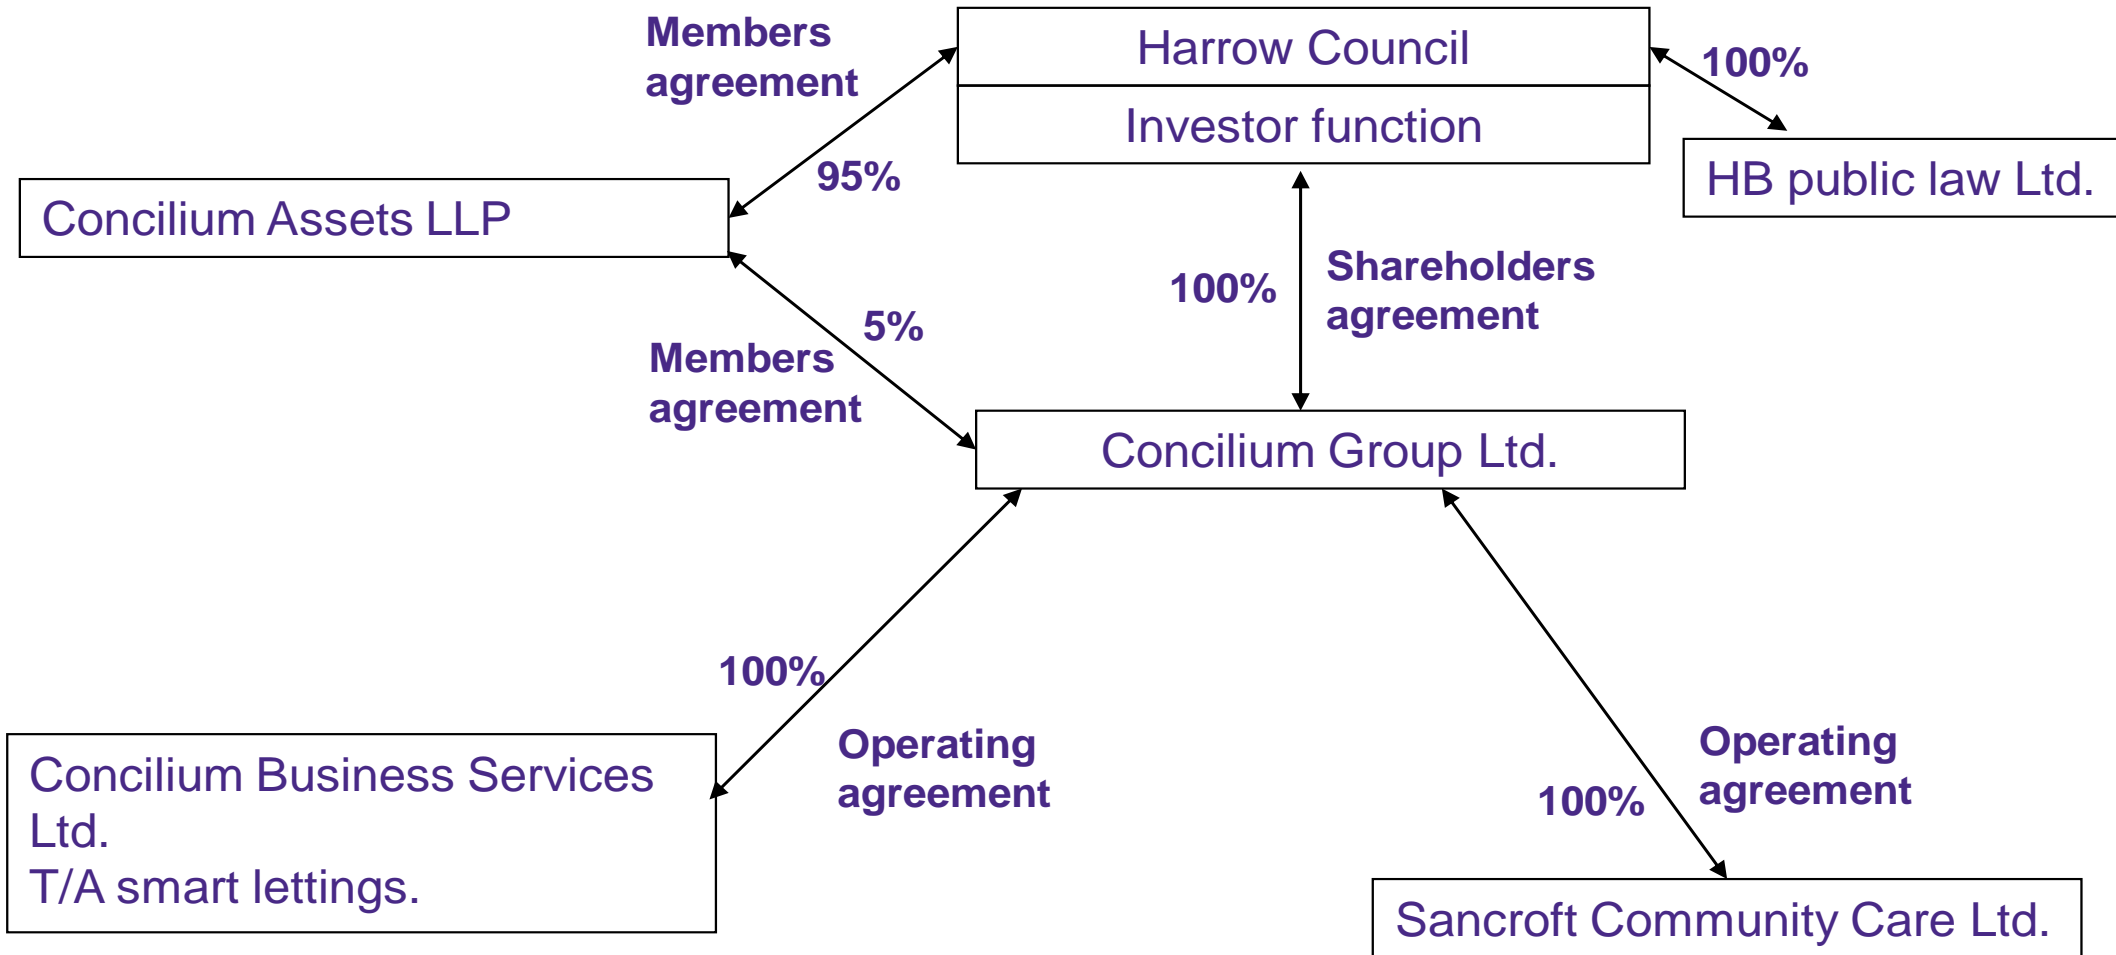 Members
agreement
Harrow Council
100%
Investor function
HB public law Ltd.
95%
Concilium Assets LLP
100%
Shareholders
agreement
5%
Members
agreement
Concilium Group Ltd.
100%
Operating
agreement
Concilium Business Services
Ltd.
T/A smart lettings.
Operating
agreement
100%
Sancroft Community Care Ltd.